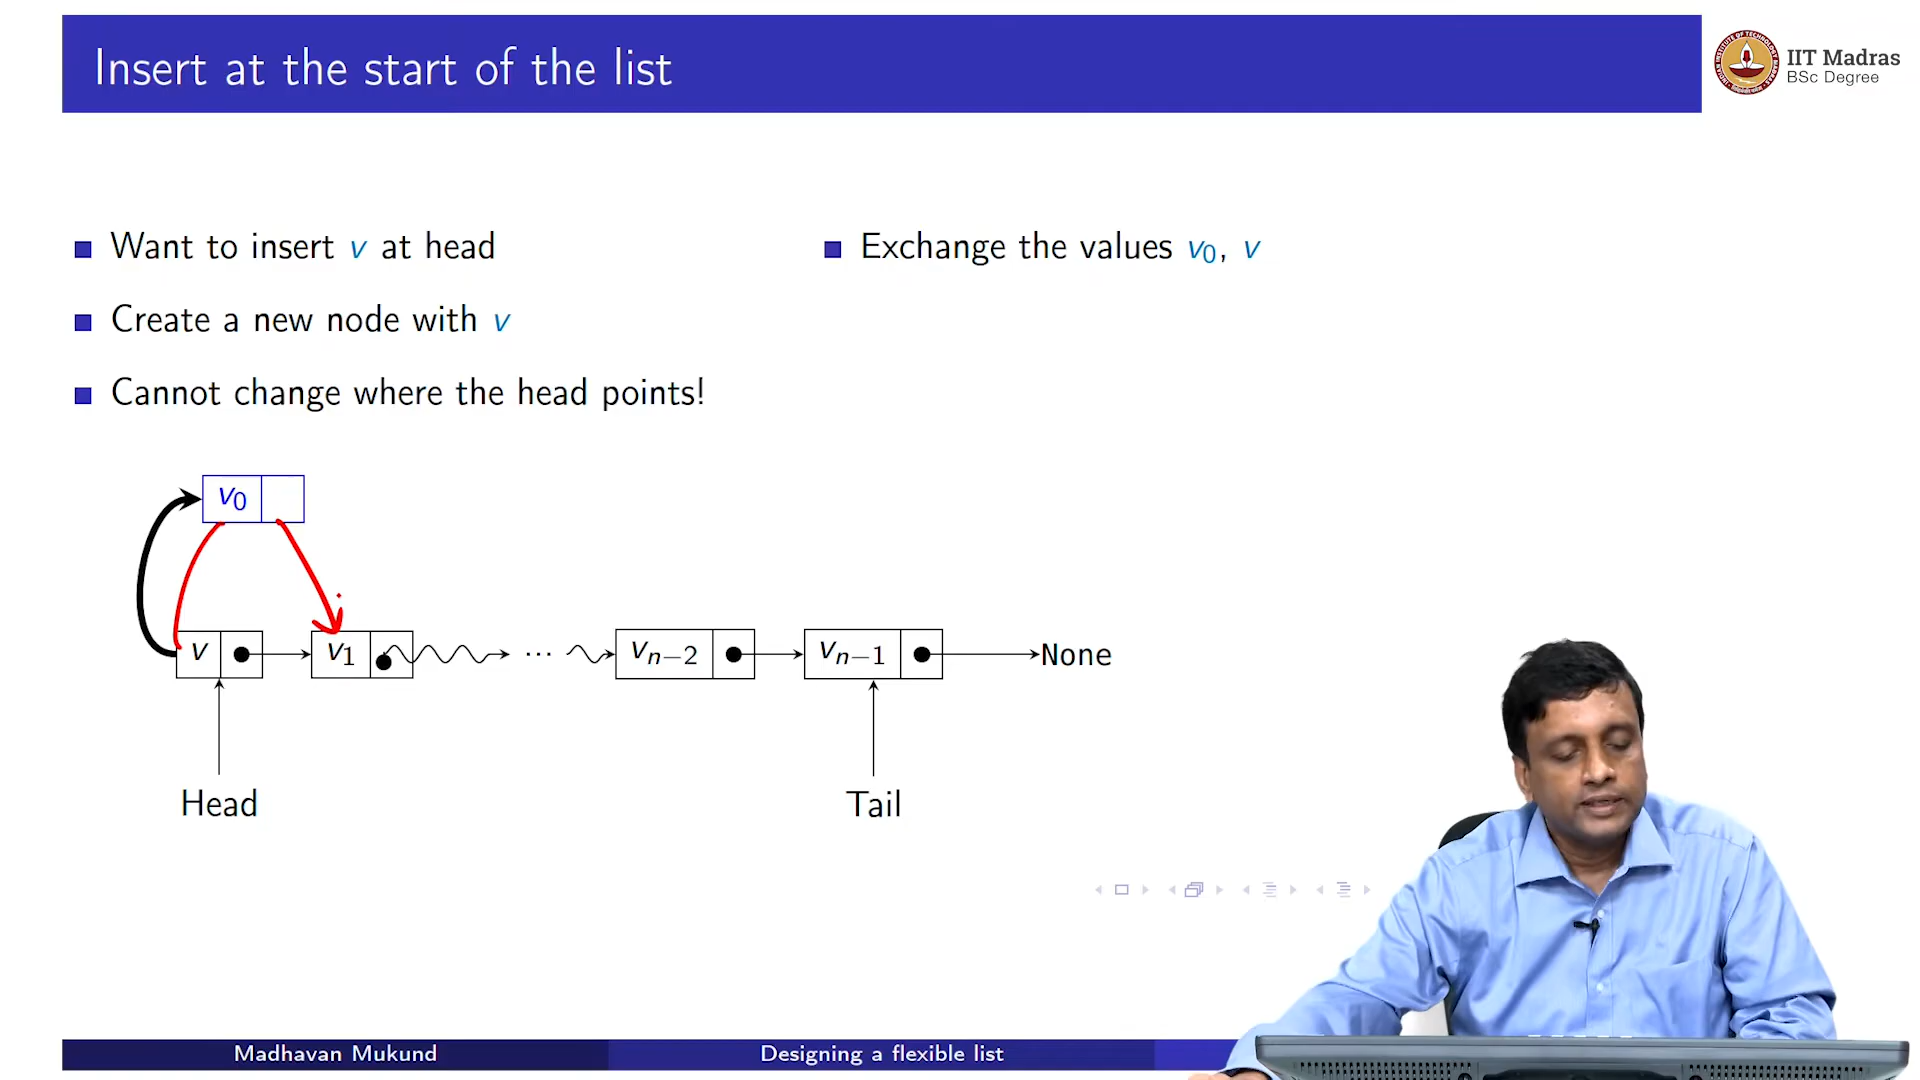 Insert at the start of the list
IIT Madras
BSc Degree
Want to insert v at head
Create a new node with v
Cannot change where the head points!
Exchange the values v₀, v
v₀
v
v₁
...
vₙ₋₂
vₙ₋₁
None
Head
Tail
Madhavan Mukund
Designing a flexible list